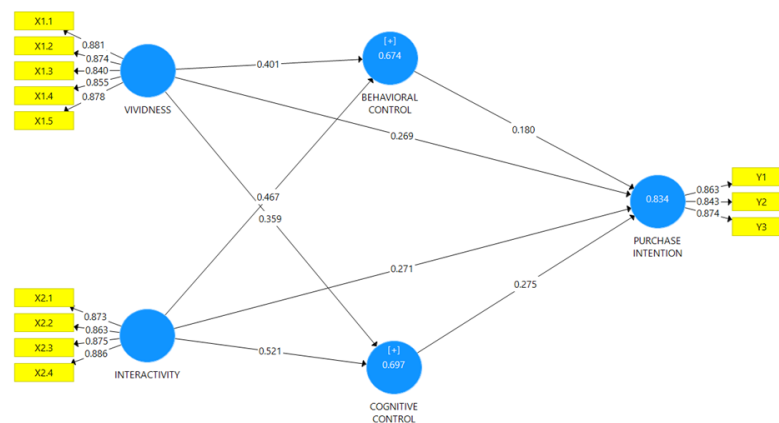 X1.1
X1.2
X1.3
X1.4
X1.5
0.881
0.874
0.840
0.855
0.878
VIVIDNESS
0.401
[+]
0.674
BEHAVIORAL
CONTROL
0.180
0.269
0.467
0.359
0.834
PURCHASE
INTENTION
0.863
0.843
0.874
Y1
Y2
Y3
X2.1
X2.2
X2.3
X2.4
0.873
0.863
0.875
0.886
INTERACTIVITY
0.271
0.275
0.521
[+]
0.697
COGNITIVE
CONTROL